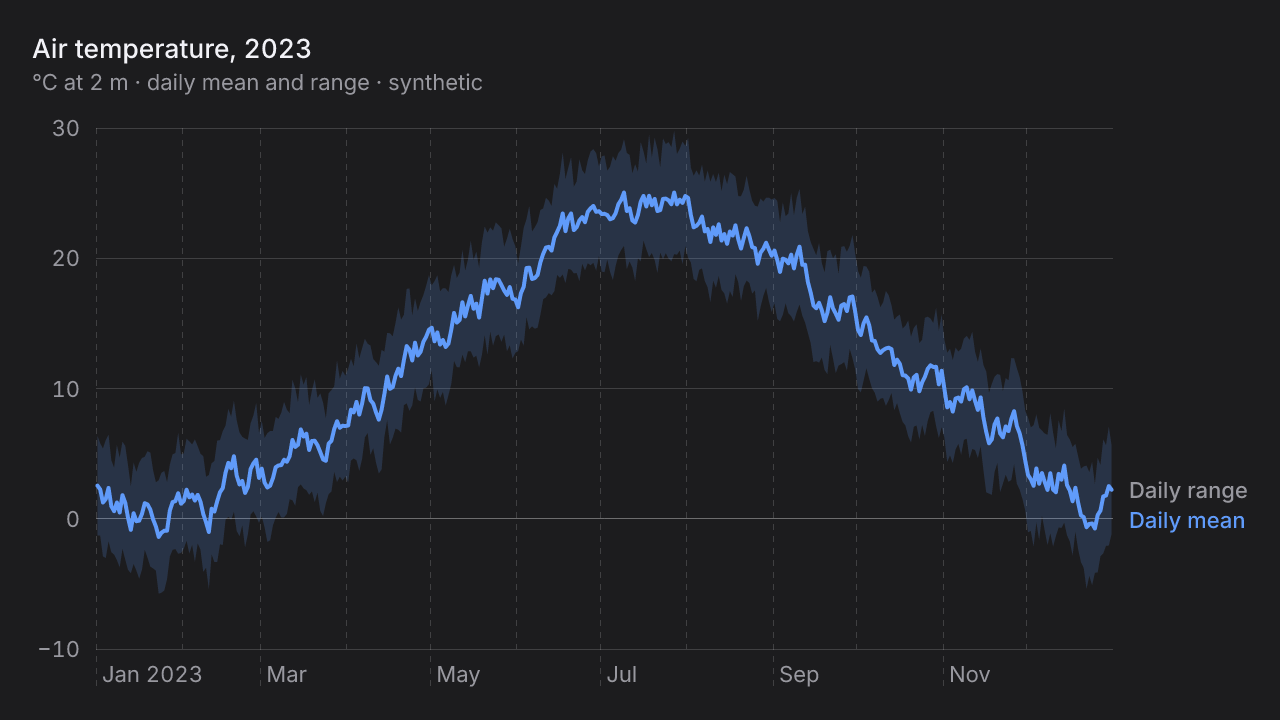 Air temperature, 2023
°C at 2 m · daily mean and range · synthetic
30
20
10
0
−10
Jan 2023
Mar
May
Jul
Sep
Nov
Daily range
Daily mean